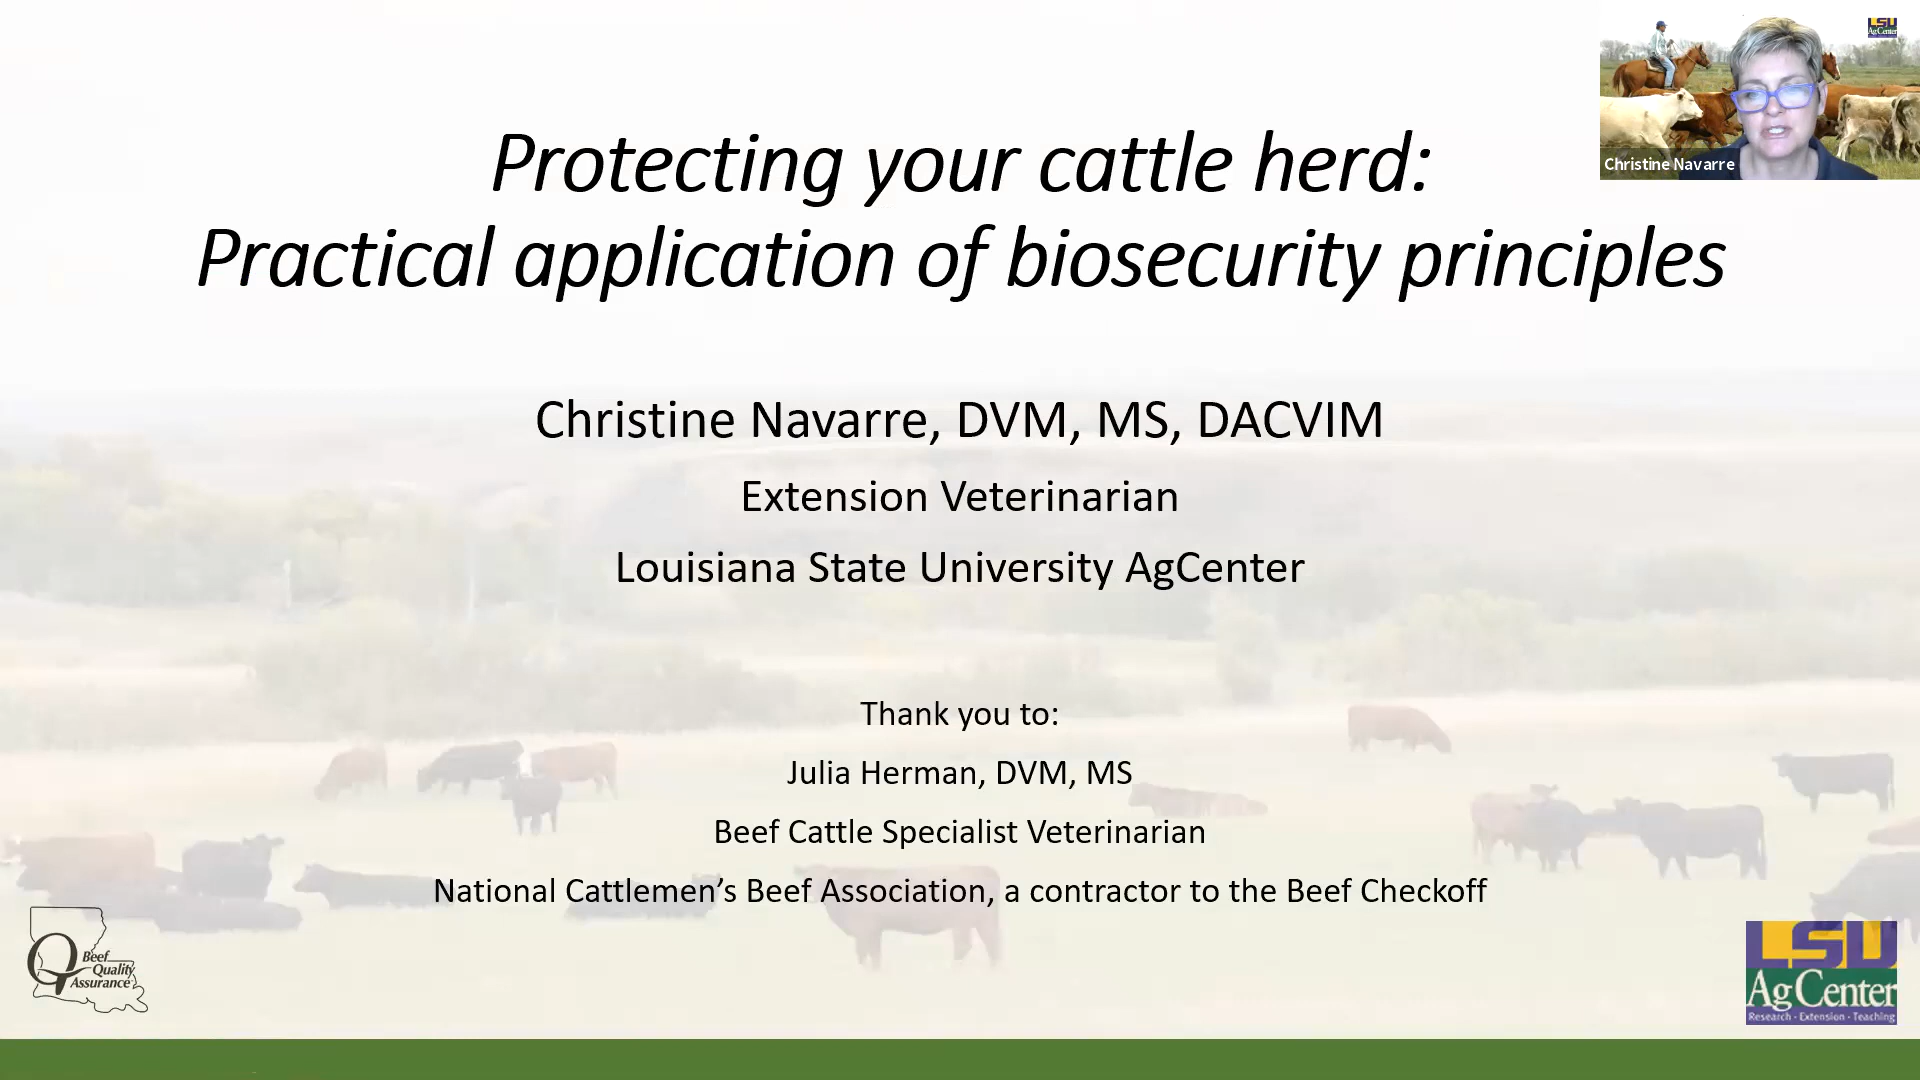 LSU
AgCenter
Christine Navarre
Protecting your cattle herd:
Practical application of biosecurity principles
Christine Navarre, DVM, MS, DACVIM
Extension Veterinarian
Louisiana State University AgCenter
Thank you to:
Julia Herman, DVM, MS
Beef Cattle Specialist Veterinarian
National Cattlemen’s Beef Association, a contractor to the Beef Checkoff
Q Beef
Quality
Assurance
LSU
AgCenter
Research · Extension · Teaching